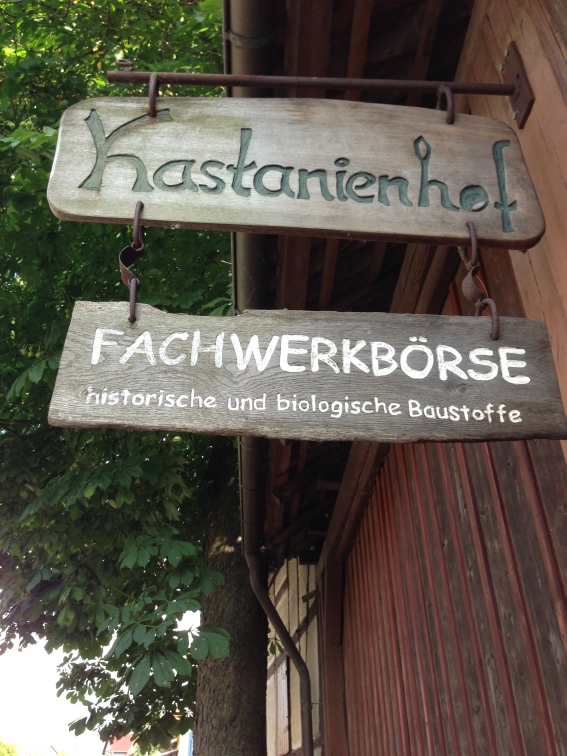 Kastanienhof
FACHWERKBÖRSE
historische und biologische Baustoffe